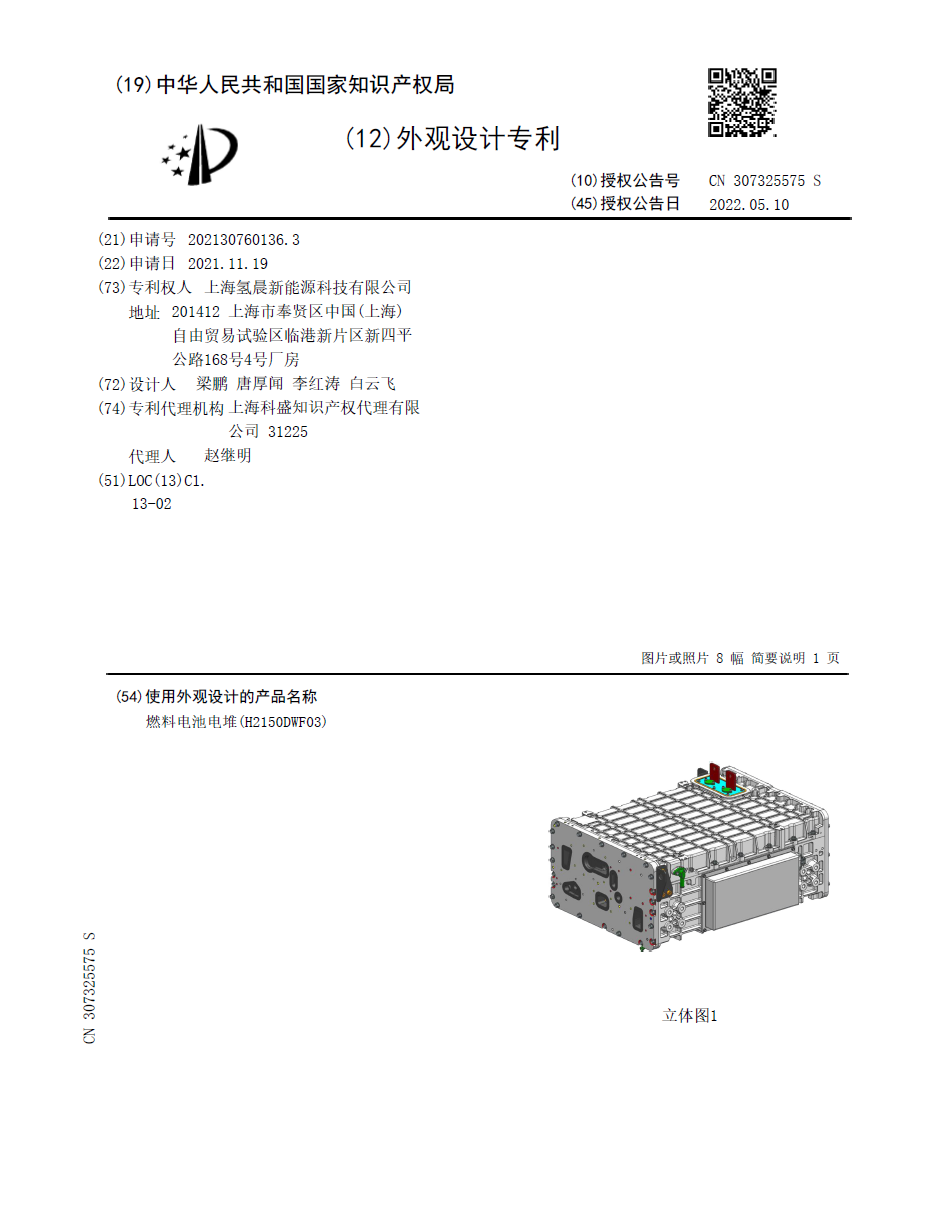 (19)中华人民共和国国家知识产权局
(12)外观设计专利
(10)授权公告号 CN 307325575 S
(45)授权公告日 2022.05.10
(21)申请号 202130760136.3
(22)申请日 2021.11.19
(73)专利权人 上海氢晨新能源科技有限公司
地址 201412 上海市奉贤区中国(上海)
自由贸易试验区临港新片区新四平
公路168号4号厂房
(72)设计人 梁鹏 唐厚闻 李红涛 白云飞
(74)专利代理机构 上海科盛知识产权代理有限
公司 31225
代理人 赵继明
(51)LOC(13)Cl.
13-02
图片或照片 8 幅 简要说明 1 页
(54)使用外观设计的产品名称
燃料电池电堆(H2150DWF03)
立体图1
CN 307325575 S